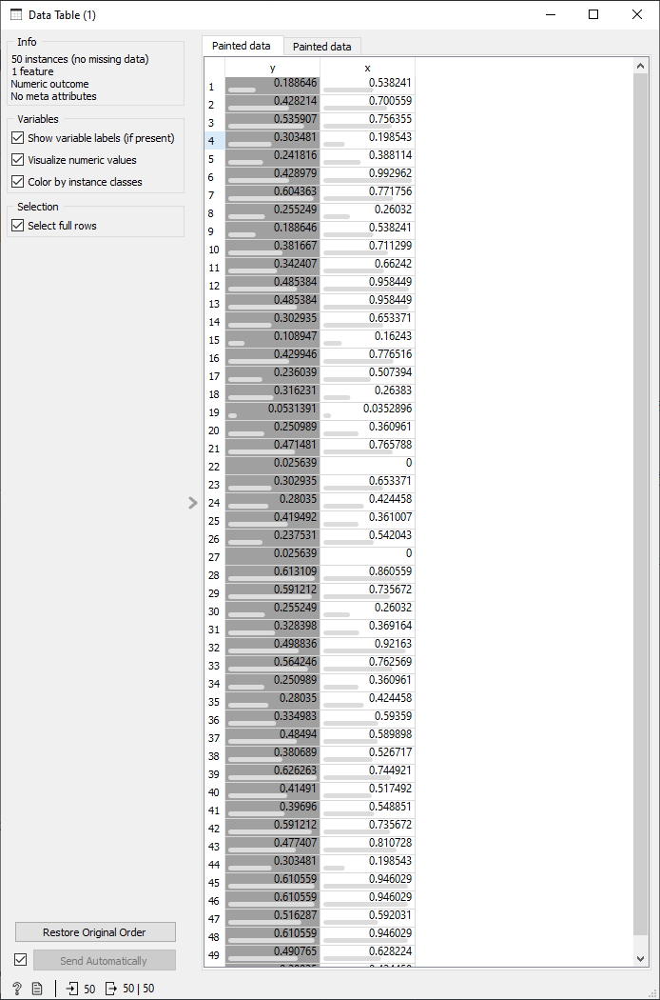 Data Table (1)
Info
50 instances (no missing data)
1 feature
Numeric outcome
No meta attributes
Variables
Show variable labels (if present)
Visualize numeric values
Color by instance classes
Selection
Select full rows
Restore Original Order
Send Automatically
50
50 | 50
Painted data Painted data
y x
1 0.188646 0.538241
2 0.428214 0.700559
3 0.535907 0.756355
4 0.303481 0.198543
5 0.241816 0.388114
6 0.428979 0.992962
7 0.604363 0.771756
8 0.255249 0.26032
9 0.188646 0.538241
10 0.381667 0.711299
11 0.342407 0.66242
12 0.485384 0.958449
13 0.485384 0.958449
14 0.302935 0.653371
15 0.108947 0.16243
16 0.429946 0.776516
17 0.236039 0.507394
18 0.316231 0.26383
19 0.0531391 0.0352896
20 0.250989 0.360961
21 0.471481 0.765788
22 0.025639 0
23 0.302935 0.653371
24 0.28035 0.424458
25 0.419492 0.361007
26 0.237531 0.542043
27 0.025639 0
28 0.613109 0.860559
29 0.591212 0.735672
30 0.255249 0.26032
31 0.328398 0.369164
32 0.498836 0.92163
33 0.564246 0.762569
34 0.250989 0.360961
35 0.28035 0.424458
36 0.334983 0.59359
37 0.48494 0.589898
38 0.380689 0.526717
39 0.626263 0.744921
40 0.41491 0.517492
41 0.39696 0.548851
42 0.591212 0.735672
43 0.477407 0.810728
44 0.303481 0.198543
45 0.610559 0.946029
46 0.610559 0.946029
47 0.516287 0.592031
48 0.610559 0.946029
49 0.490765 0.628224